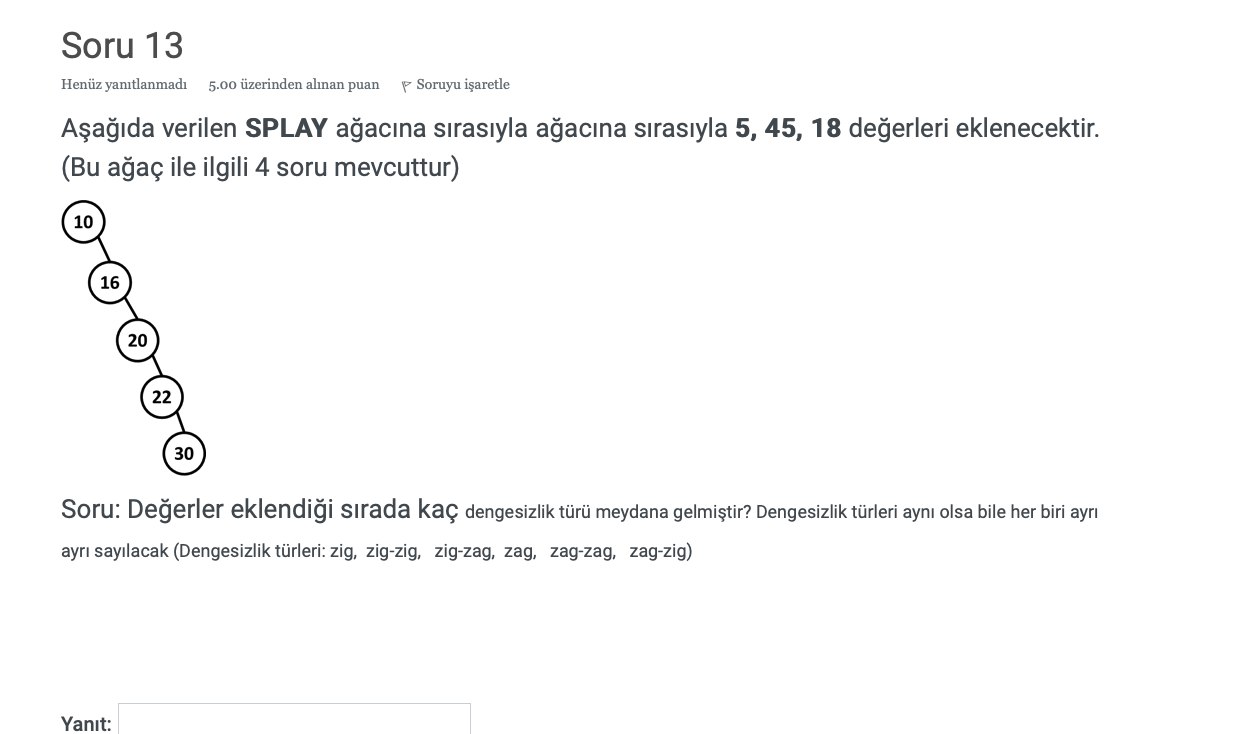 Soru 13
Henüz yanıtlanmadı 5.00 üzerinden alınan puan Soruyu işaretle
Aşağıda verilen SPLAY ağacına sırasıyla ağacına sırasıyla 5, 45, 18 değerleri eklenecektir.
(Bu ağaç ile ilgili 4 soru mevcuttur)
10
16
20
22
30
Soru: Değerler eklendiği sırada kaç dengesizlik türü meydana gelmiştir? Dengesizlik türleri aynı olsa bile her biri ayrı
ayrı sayılacak (Dengesizlik türleri: zig, zig-zig, zig-zag, zag, zag-zag, zag-zig)
Yanıt: